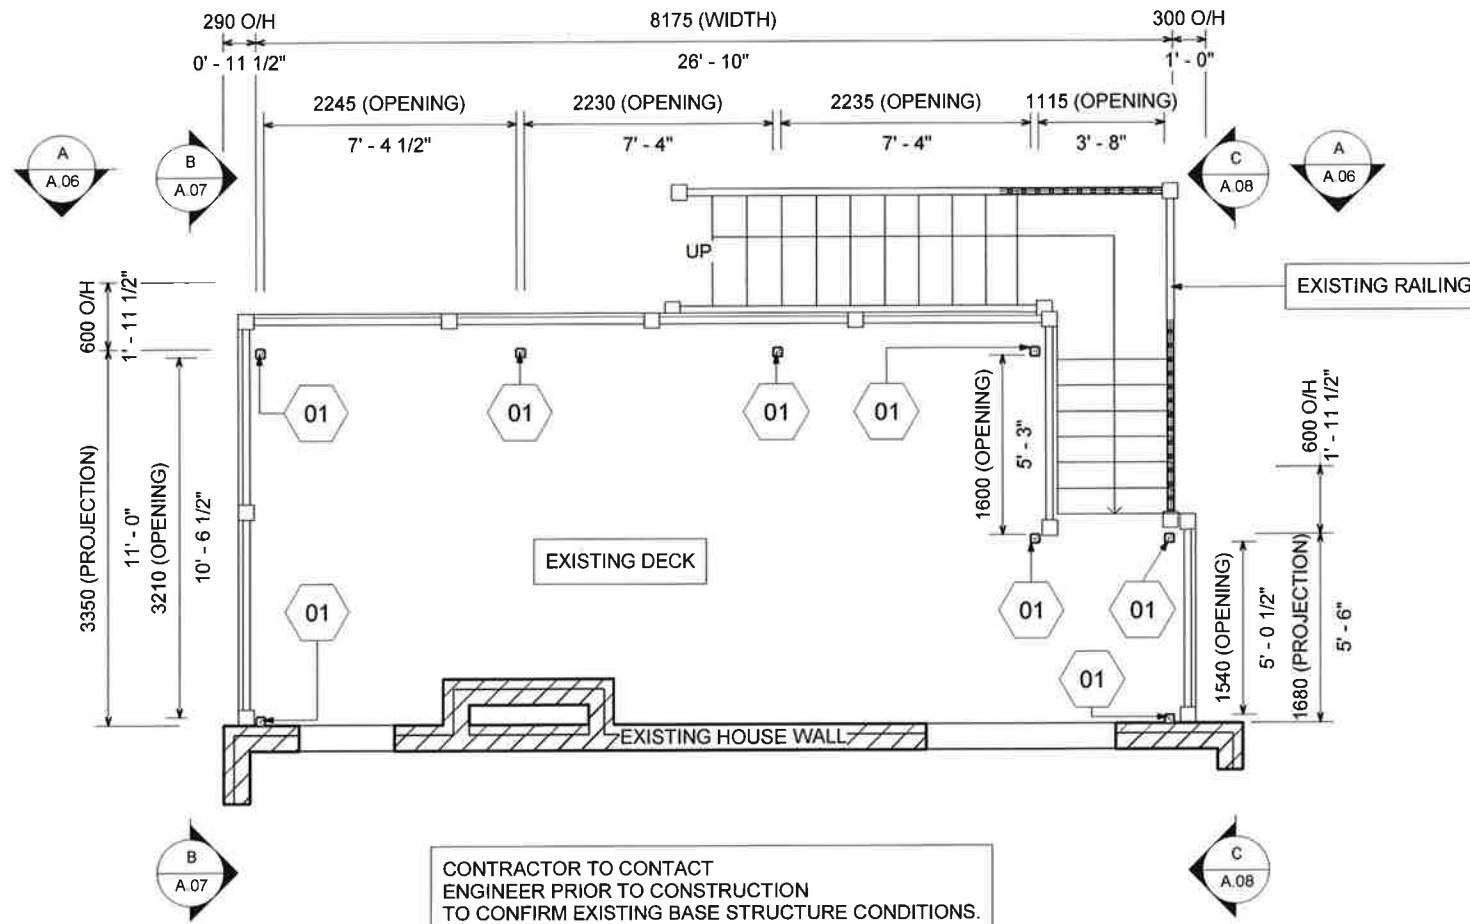 290 O/H
8175 (WIDTH)
300 O/H
0' - 11 1/2"
26' - 10"
1' - 0"
2245 (OPENING)
2230 (OPENING)
2235 (OPENING)
1115 (OPENING)
7' - 4 1/2"
7' - 4"
7' - 4"
3' - 8"
A
A.06
B
A.07
C
A.08
A
A.06
UP
EXISTING RAILING
600 O/H
1' - 11 1/2"
01
01
01
01
1600 (OPENING)
5' - 3"
600 O/H
1' - 11 1/2"
3350 (PROJECTION)
11' - 0"
3210 (OPENING)
10' - 6 1/2"
EXISTING DECK
01
01
01
01
1540 (OPENING)
5' - 0 1/2"
1680 (PROJECTION)
5' - 6"
EXISTING HOUSE WALL
B
A.07
C
A.08
CONTRACTOR TO CONTACT
ENGINEER PRIOR TO CONSTRUCTION
TO CONFIRM EXISTING BASE STRUCTURE CONDITIONS.